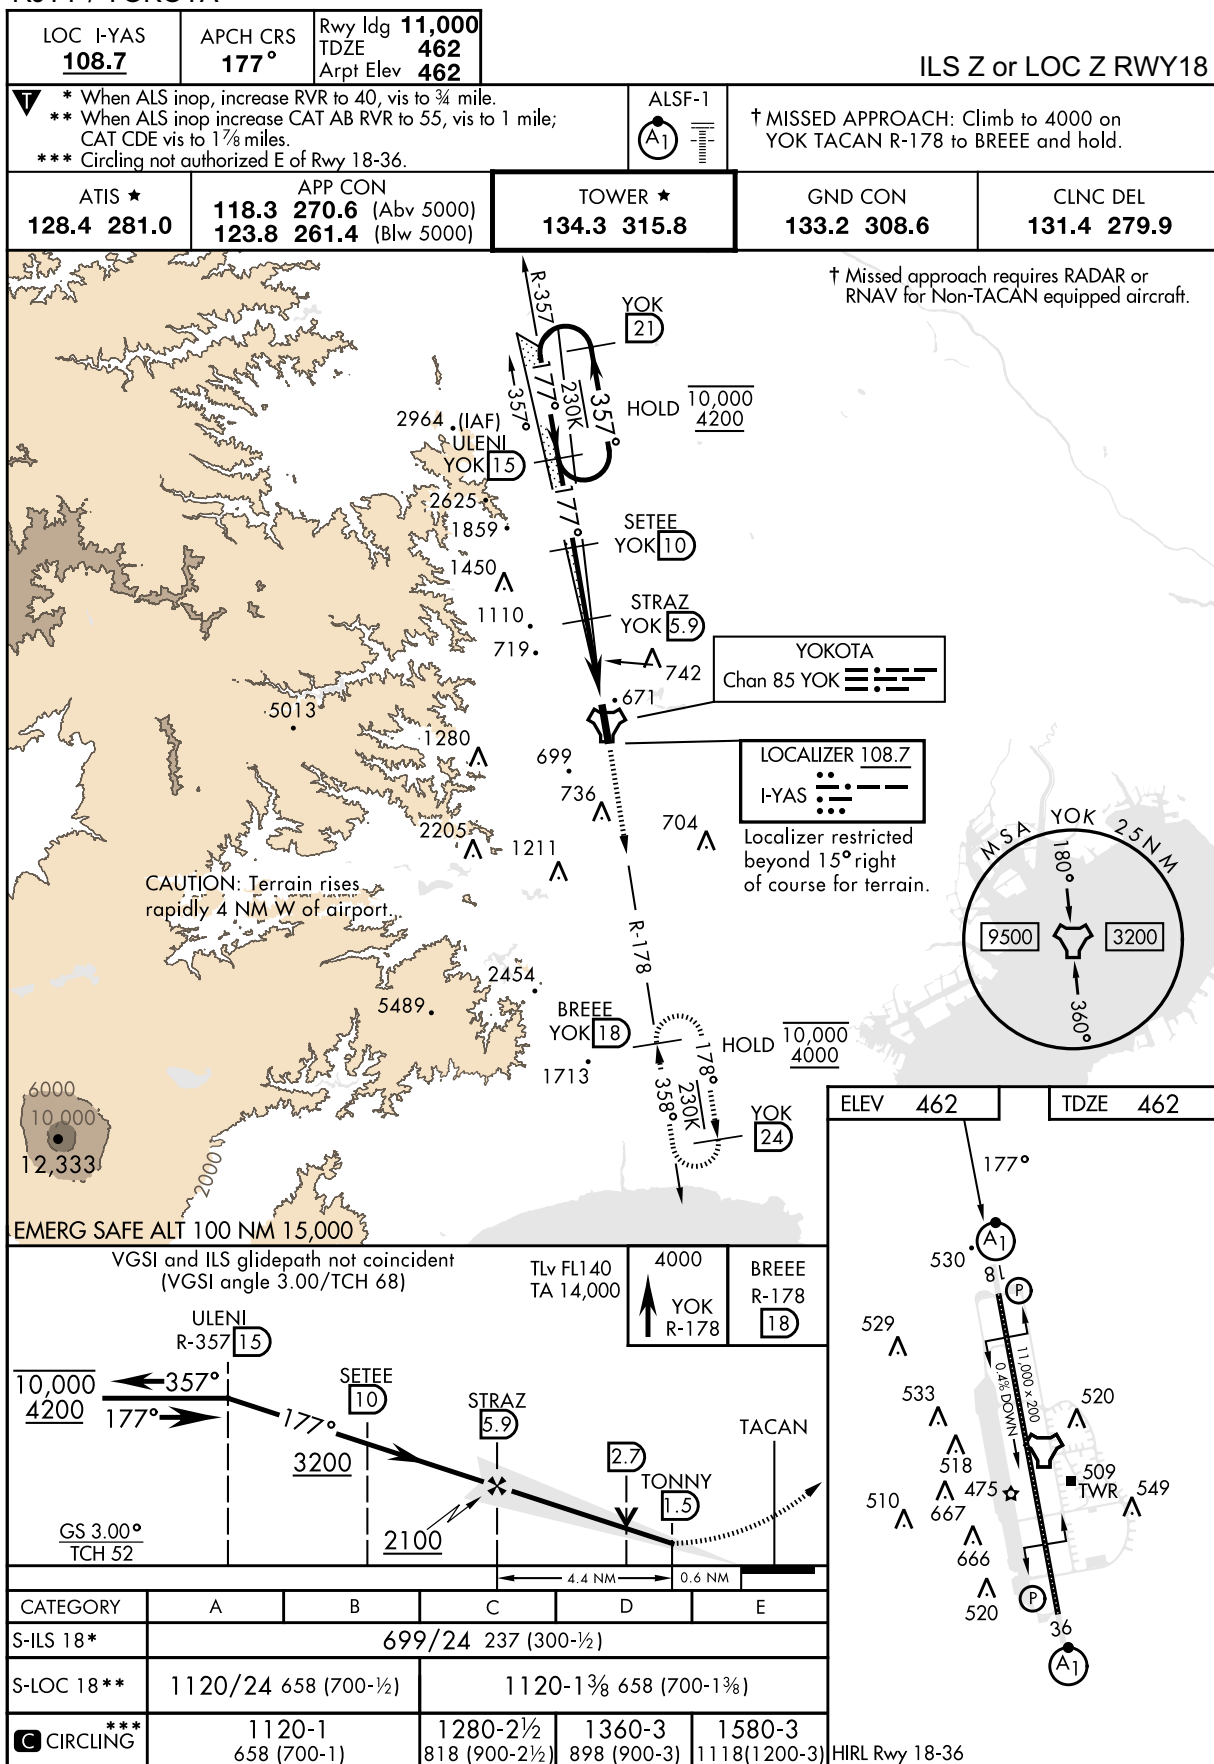 LOC I-YAS
108.7
APCH CRS
177°
Rwy ldg 11,000
TDZE 462
Arpt Elev 462
ILS Z or LOC Z RWY18
T
* When ALS inop, increase RVR to 40, vis to ¾ mile.
** When ALS inop increase CAT AB RVR to 55, vis to 1 mile;
CAT CDE vis to 1⅞ miles.
*** Circling not authorized E of Rwy 18-36.
ALSF-1
A1
† MISSED APPROACH: Climb to 4000 on
YOK TACAN R-178 to BREEE and hold.
ATIS ★
128.4 281.0
APP CON
118.3 270.6 (Abv 5000)
123.8 261.4 (Blw 5000)
TOWER ★
134.3 315.8
GND CON
133.2 308.6
CLNC DEL
131.4 279.9
† Missed approach requires RADAR or
RNAV for Non-TACAN equipped aircraft.
R-357
YOK
21
357°
177°
230K
357°
HOLD
10,000
4200
2964
(IAF)
ULENI
YOK 15
2625
1859
177°
SETEE
YOK 10
1450
1110
719
STRAZ
YOK 5.9
742
671
YOKOTA
Chan 85 YOK
5013
1280
699
736
LOCALIZER 108.7
I-YAS
Localizer restricted
beyond 15° right
of course for terrain.
704
2205
1211
CAUTION: Terrain rises
rapidly 4 NM W of airport.
MSA YOK 25NM
180°
9500
3200
360°
R-178
2454
5489
BREEE
YOK 18
1713
HOLD
10,000
4000
178°
230K
358°
YOK
24
6000
10,000
12,333
2000
EMERG SAFE ALT 100 NM 15,000
ELEV 462
TDZE 462
177°
A1
530
8
P
529
11,000 x 200
0.4% DOWN
533
520
518
509
TWR
475
510
667
549
666
520
P
36
A1
HIRL Rwy 18-36
VGSI and ILS glidepath not coincident
(VGSI angle 3.00/TCH 68)
TLv FL140
TA 14,000
4000
YOK
R-178
BREEE
R-178
18
ULENI
R-357 15
10,000
4200
357°
177°
177°
SETEE
10
3200
STRAZ
5.9
2100
2.7
TONNY
1.5
TACAN
GS 3.00°
TCH 52
4.4 NM
0.6 NM
CATEGORY A B C D E
S-ILS 18* 699/24 237 (300-½)
S-LOC 18** 1120/24 658 (700-½) 1120-1⅜ 658 (700-1⅜)
C CIRCLING*** 1120-1 1280-2½ 1360-3 1580-3
658 (700-1) 818 (900-2½) 898 (900-3) 1118(1200-3)